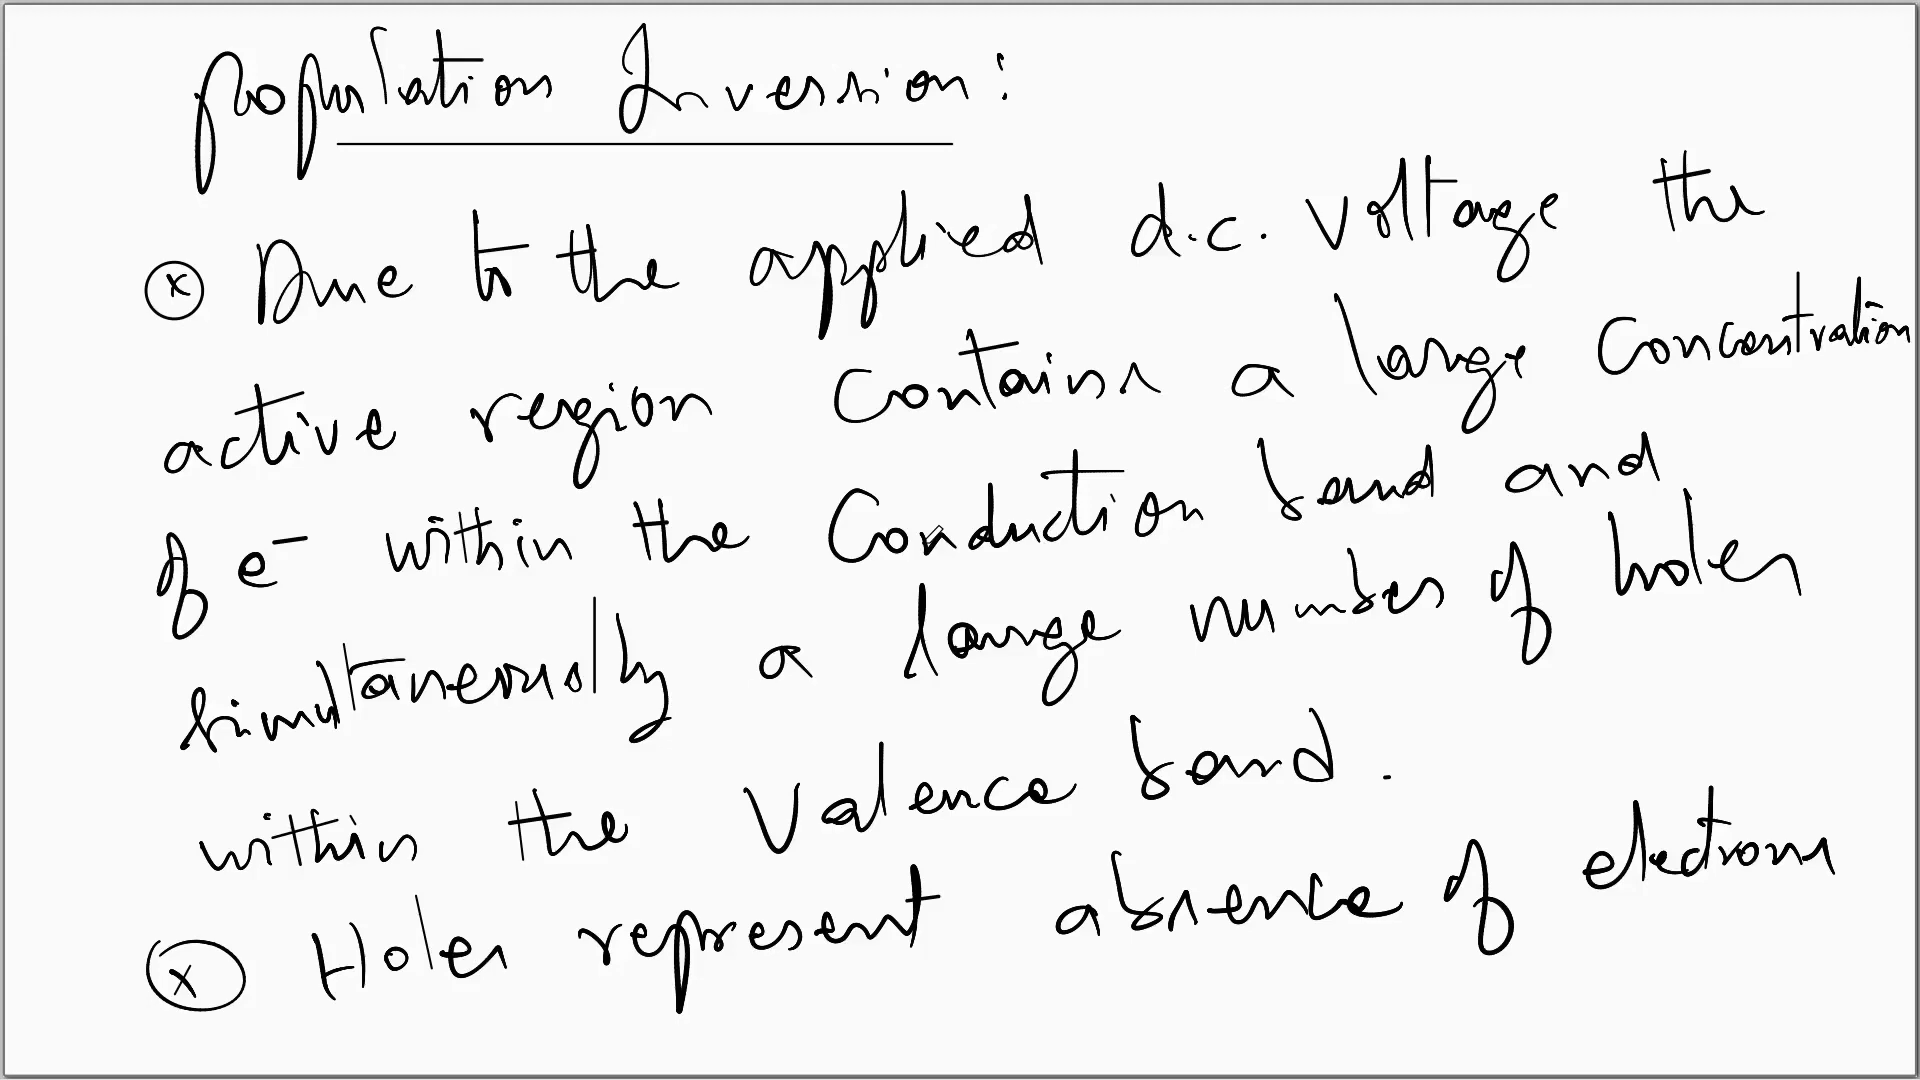 Population Inversion:
ⓧ Due to the applied d.c. voltage the
active region contains a large concentration
of e⁻ within the conduction band and
simultaneously a large number of holes
within the valence band.
ⓧ Holes represent absence of electrons